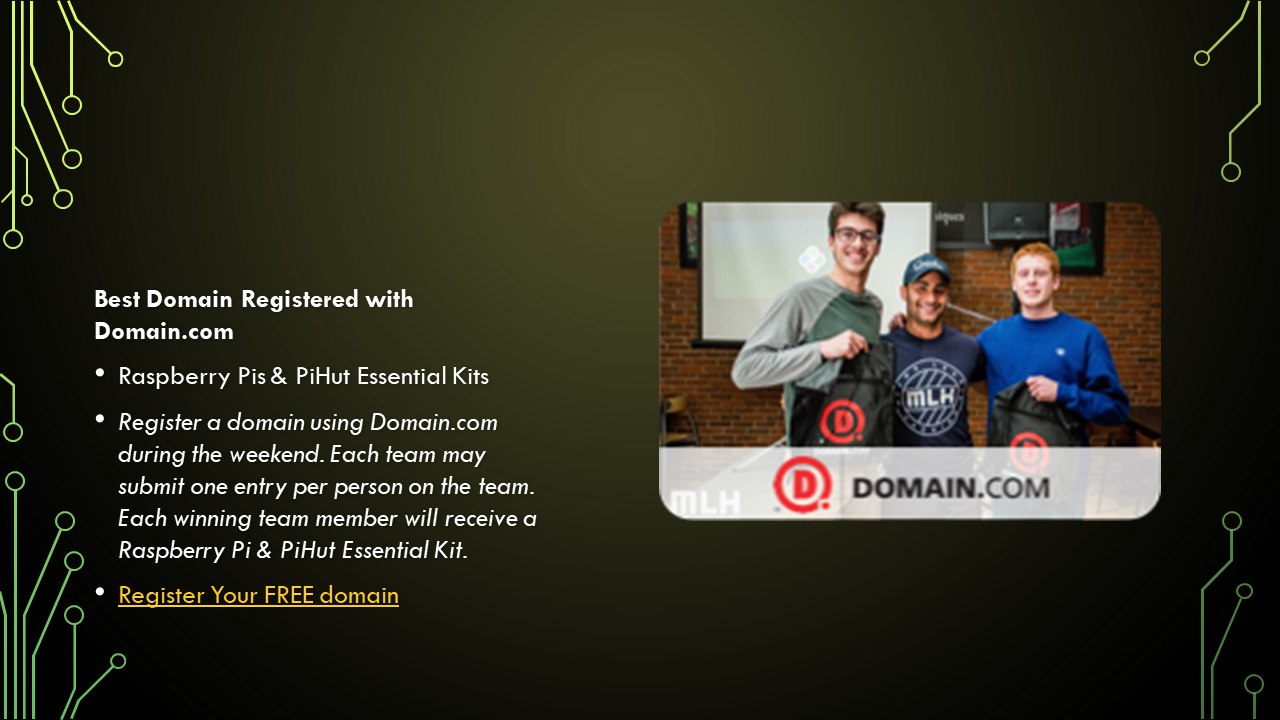 Best Domain Registered with
Domain.com
• Raspberry Pis & PiHut Essential Kits
• Register a domain using Domain.com
during the weekend. Each team may
submit one entry per person on the team.
Each winning team member will receive a
Raspberry Pi & PiHut Essential Kit.
• Register Your FREE domain
MLH
MLH
DOMAIN.COM